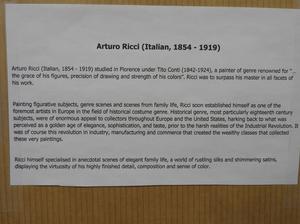 Arturo Ricci (Italian, 1854 - 1919)
Arturo Ricci (Italian, 1854 - 1919) studied in Florence under Tito Conti (1842-1924), a painter of genre renowned for "...
the grace of his figures, precision of drawing and strength of his colors". Ricci was to surpass his master in all facets of
his work.
Painting figurative subjects, genre scenes and scenes from family life, Ricci soon established himself as one of the
foremost artists in Europe in the field of historical costume genre. Historical genre, most particularly eighteenth century
subjects, were of enormous appeal to collectors throughout Europe and the United States, harking back to what was
perceived as a golden age of elegance, sophistication, and taste, prior to the harsh realities of the Industrial Revolution. It
was of course this revolution in industry, manufacturing and commerce that created the wealthy classes that collected
these very paintings.
Ricci himself specialised in anecdotal scenes of elegant family life, a world of rustling silks and shimmering satins,
displaying the virtuosity of his highly finished detail, composition and sense of color.